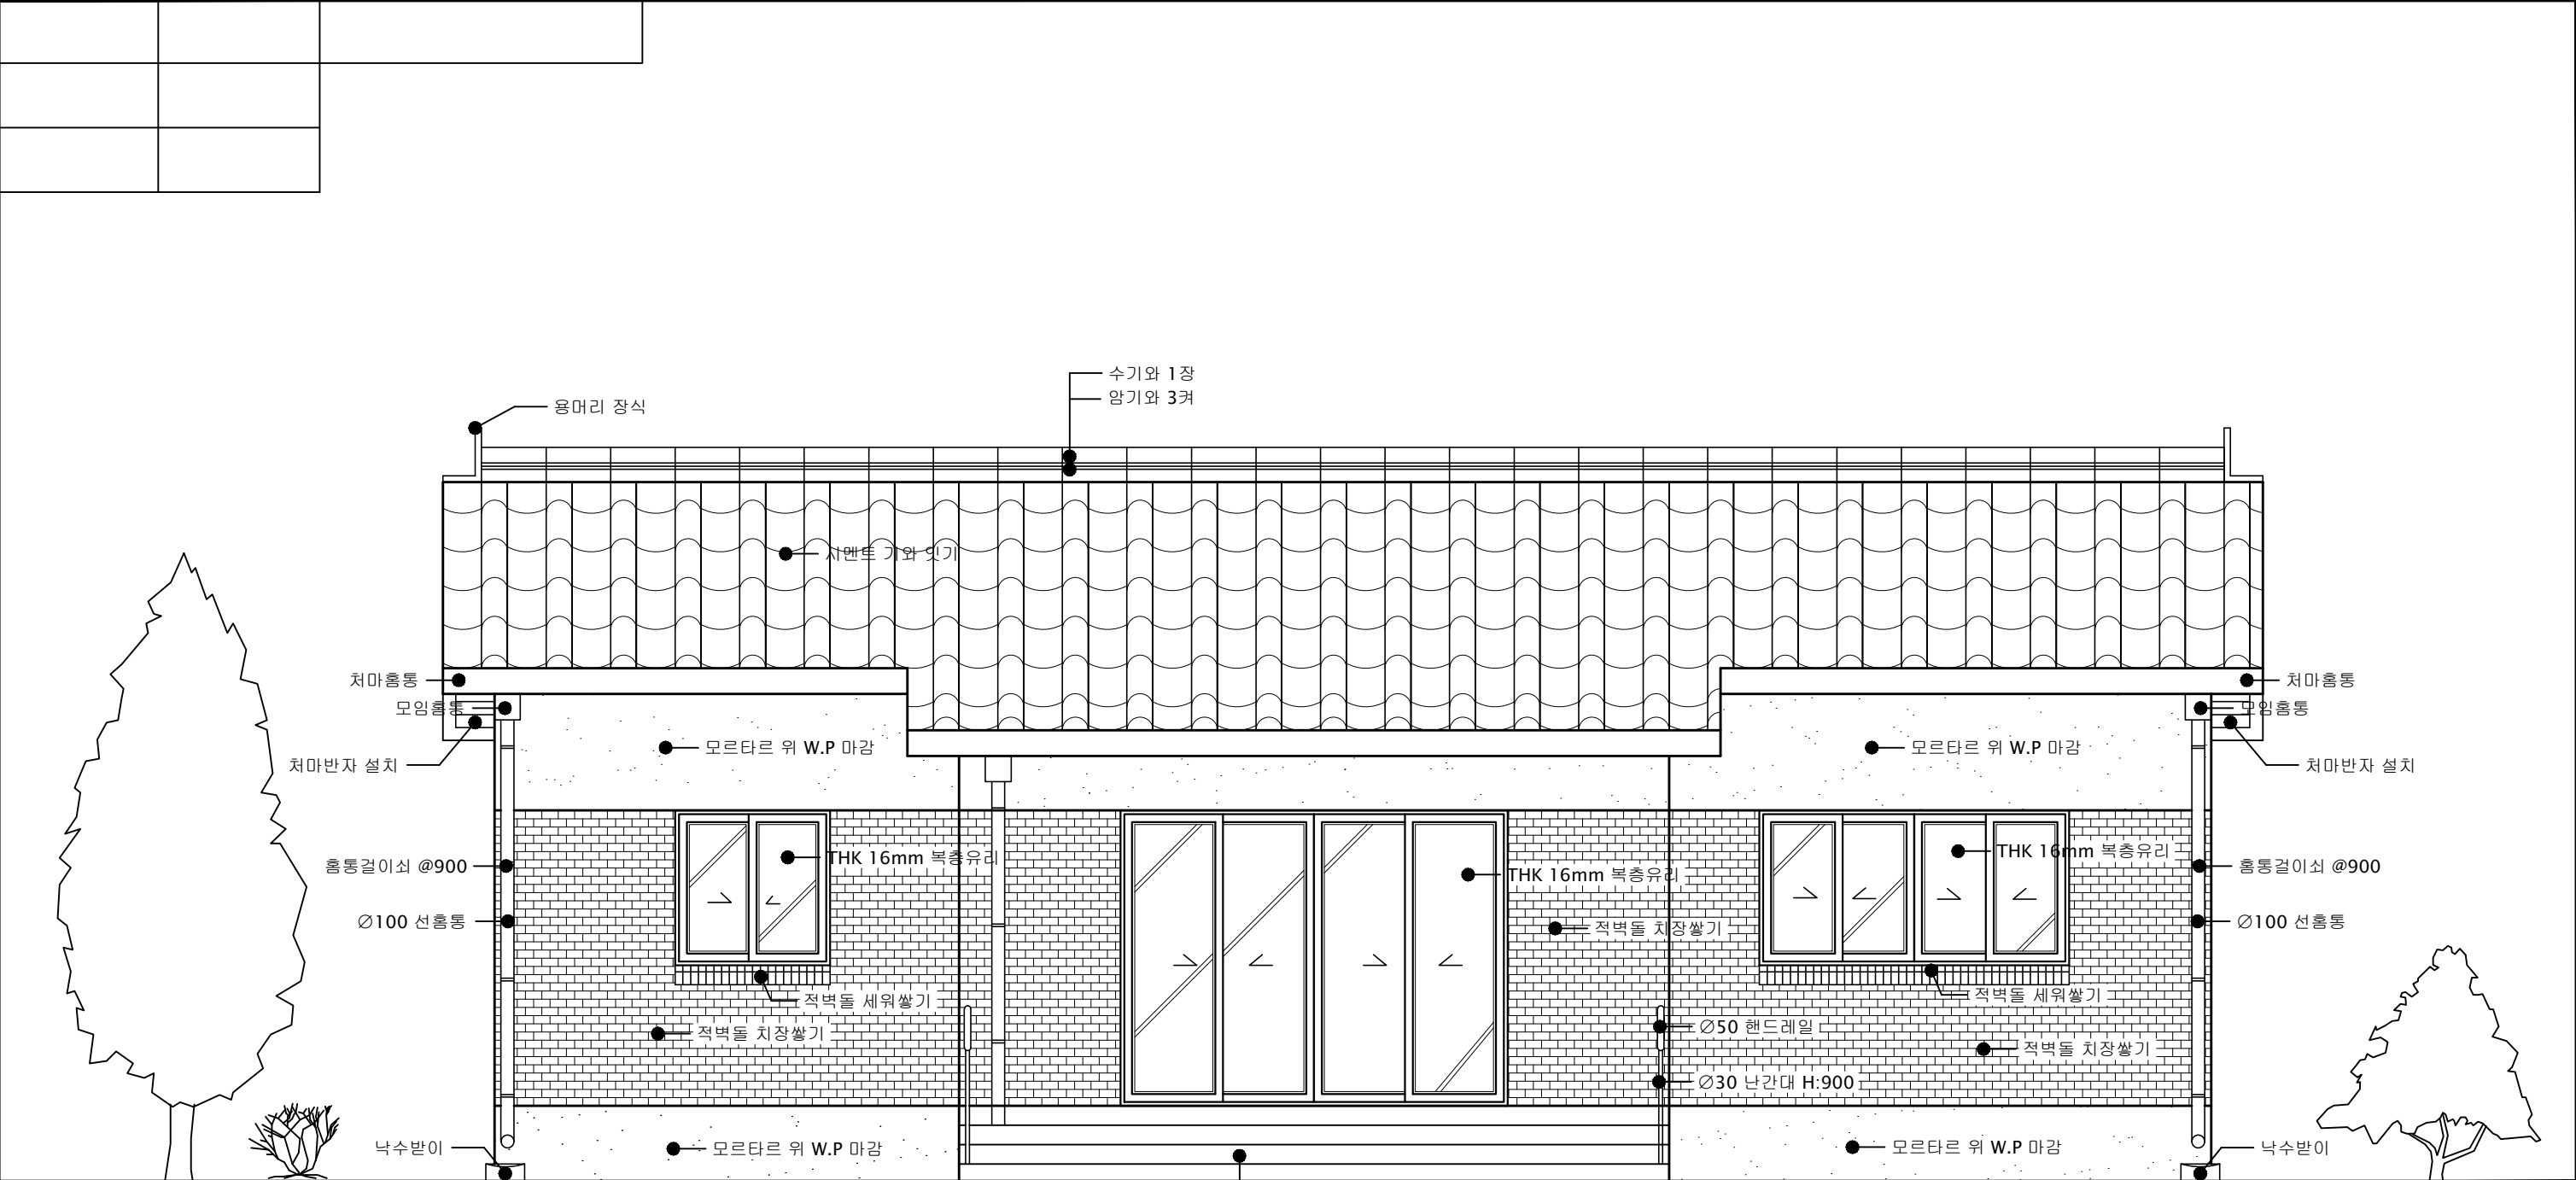 수기와 1장
암기와 3켜
용머리 장식
시멘트 기와 잇기
처마홈통
처마홈통
모임홈통
모임홈통
모르타르 위 W.P 마감
모르타르 위 W.P 마감
처마반자 설치
처마반자 설치
THK 16mm 복층유리
THK 16mm 복층유리
THK 16mm 복층유리
홈통걸이쇠 @900
홈통걸이쇠 @900
∅100 선홈통
적벽돌 치장쌓기
∅100 선홈통
적벽돌 세워쌓기
적벽돌 세워쌓기
적벽돌 치장쌓기
∅50 핸드레일
적벽돌 치장쌓기
∅30 난간대 H:900
낙수받이
모르타르 위 W.P 마감
모르타르 위 W.P 마감
낙수받이